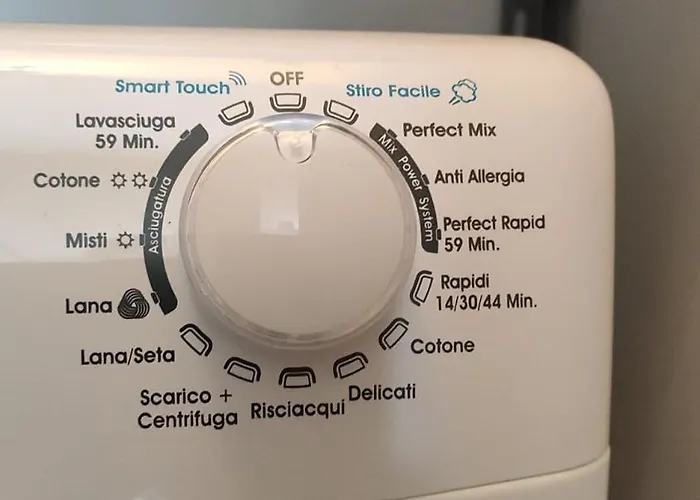 OFF
Stiro Facile
Perfect Mix
Mix Power System
Anti Allergia
Perfect Rapid
59 Min.
Rapidi
14/30/44 Min.
Cotone
Delicati
Risciacqui
Scarico +
Centrifuga
Lana/Seta
Lana
Misti
Asciugatura
Cotone
Lavasciuga
59 Min.
Smart Touch